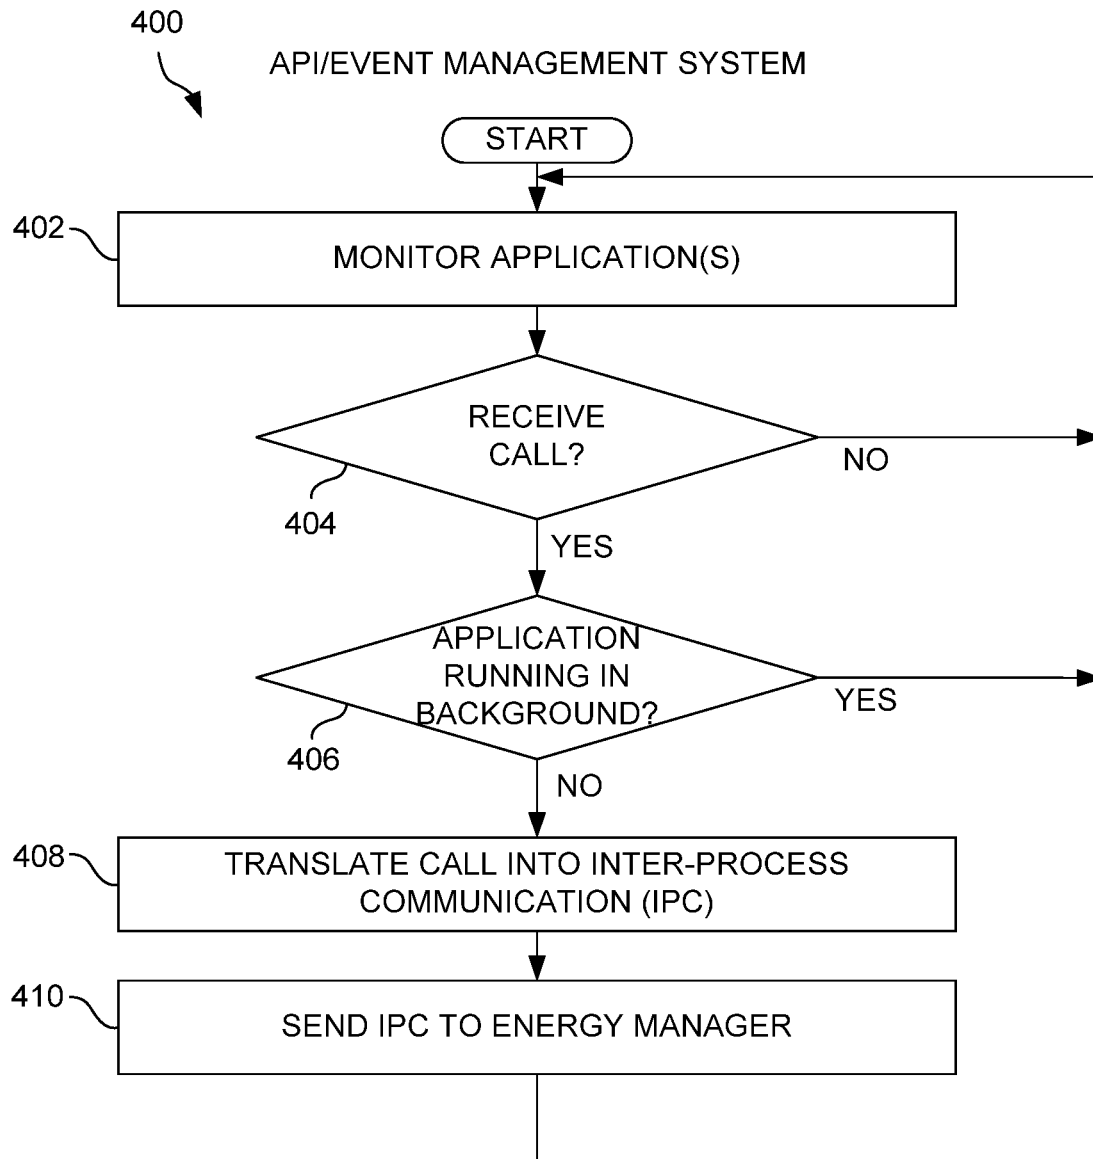 400
API/EVENT MANAGEMENT SYSTEM
START
402
MONITOR APPLICATION(S)
RECEIVE
CALL?
NO
404
YES
APPLICATION
RUNNING IN
BACKGROUND?
YES
406
NO
408
TRANSLATE CALL INTO INTER-PROCESS
COMMUNICATION (IPC)
410
SEND IPC TO ENERGY MANAGER